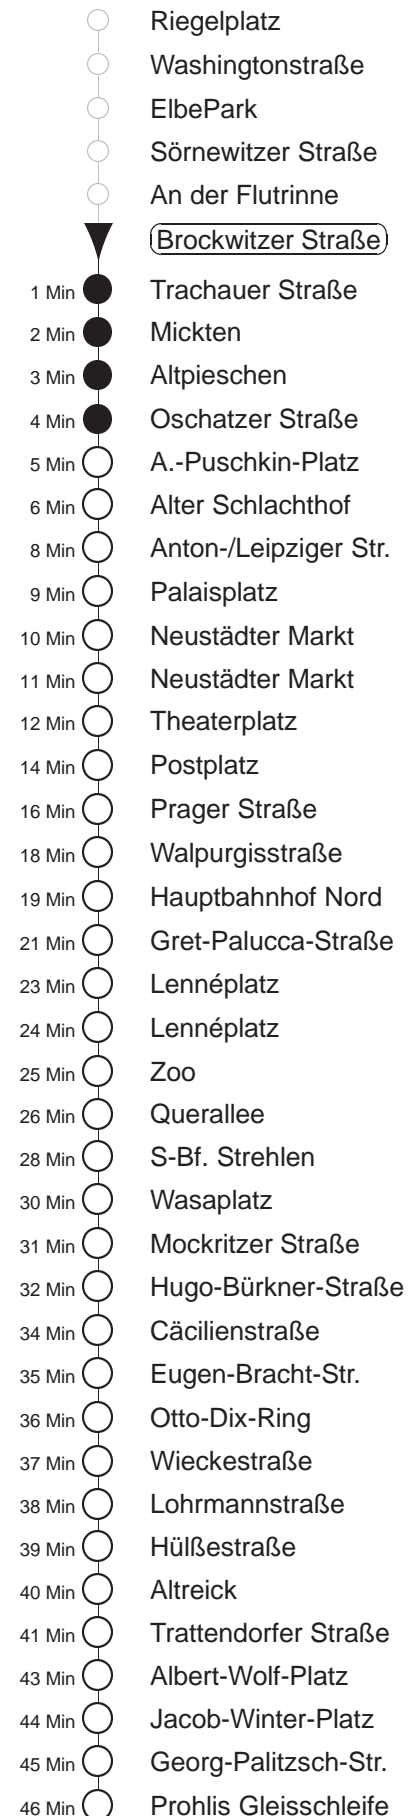 Riegelplatz
Washingtonstraße
ElbePark
Sörnewitzer Straße
An der Flutrinne
Brockwitzer Straße
1 Min Trachauer Straße
2 Min Mickten
3 Min Altpieschen
4 Min Oschatzer Straße
5 Min A.-Puschkin-Platz
6 Min Alter Schlachthof
8 Min Anton-/Leipziger Str.
9 Min Palaisplatz
10 Min Neustädter Markt
11 Min Neustädter Markt
12 Min Theaterplatz
14 Min Postplatz
16 Min Prager Straße
18 Min Walpurgisstraße
19 Min Hauptbahnhof Nord
21 Min Gret-Palucca-Straße
23 Min Lennéplatz
24 Min Lennéplatz
25 Min Zoo
26 Min Querallee
28 Min S-Bf. Strehlen
30 Min Wasaplatz
31 Min Mockritzer Straße
32 Min Hugo-Bürkner-Straße
34 Min Cäcilienstraße
35 Min Eugen-Bracht-Str.
36 Min Otto-Dix-Ring
37 Min Wieckestraße
38 Min Lohrmannstraße
39 Min Hülßestraße
40 Min Altreick
41 Min Trattendorfer Straße
43 Min Albert-Wolf-Platz
44 Min Jacob-Winter-Platz
45 Min Georg-Palitzsch-Str.
46 Min Prohlis Gleisschleife